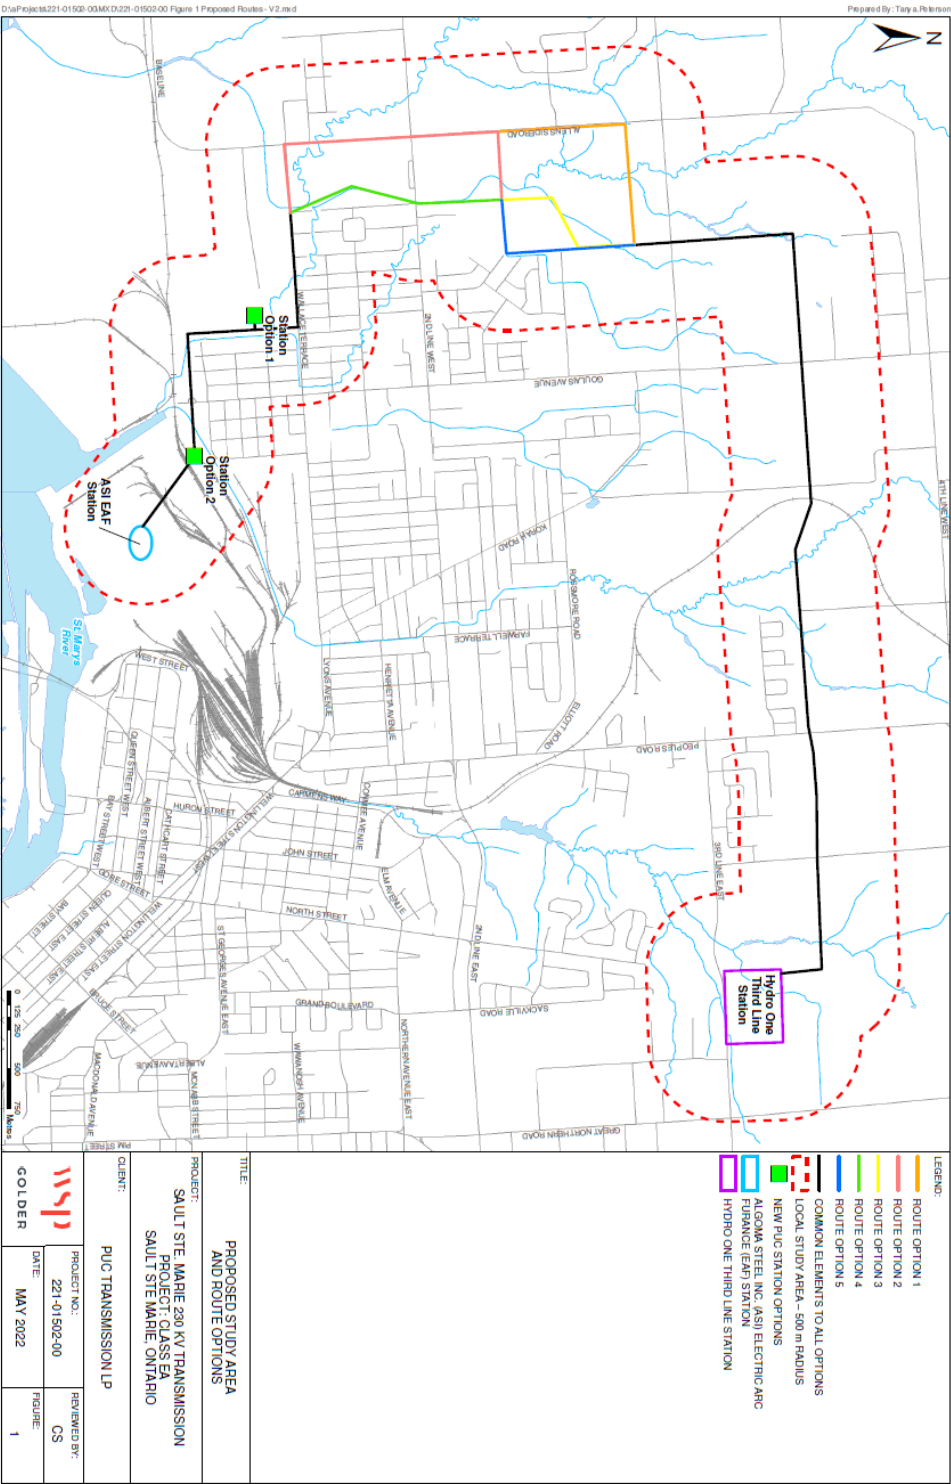 D:\aProjects\221-01502-00\MXD\221-01502-00 Figure 1 Proposed Routes - V2.mxd
Prepared By: Tanya.Peterson
N
BASELINE
ALLENS SIDEROAD
WALLACE TERRACE
2ND LINE WEST
GOULAIS AVENUE
4TH LINE WEST
KORAH ROAD
ROSSMORE ROAD
FARWELL TERRACE
LYONS AVENUE
HENRIETTA AVENUE
ELLIOTT ROAD
PEOPLES ROAD
WEST STREET
QUEEN STREET WEST
BAY STREET WEST
ALBERT STREET WEST
CATHCART STREET
HURON STREET
WELLINGTON STREET WEST
CARMENS WAY
CONMEE AVENUE
JOHN STREET
ELM AVENUE
NORTH STREET
GORE STREET
BAY STREET
QUEEN STREET EAST
ALBERT STREET EAST
WELLINGTON STREET EAST
BRUCE STREET
ST GEORGES AVENUE EAST
GRAND BOULEVARD
2ND LINE EAST
3RD LINE EAST
SACKVILLE ROAD
NORTHERN AVENUE EAST
WAWANOSH AVENUE
ALBERTA AVENUE
MCNABB STREET
MACDONALD AVENUE
PIM STREET
GREAT NORTHERN ROAD
Station
Option 1
Station
Option 2
ASI EAF
Station
St. Marys
River
Hydro One
Third Line
Station
0 125 250 500 750
Metres
LEGEND:
ROUTE OPTION 1
ROUTE OPTION 2
ROUTE OPTION 3
ROUTE OPTION 4
ROUTE OPTION 5
COMMON ELEMENTS TO ALL OPTIONS
LOCAL STUDY AREA – 500 m RADIUS
NEW PUC STATION OPTIONS
ALGOMA STEEL INC. (ASI) ELECTRIC ARC
FURANCE (EAF) STATION
HYDRO ONE THIRD LINE STATION
TITLE:
PROPOSED STUDY AREA
AND ROUTE OPTIONS
PROJECT:
SAULT STE. MARIE 230 KV TRANSMISSION
PROJECT: CLASS EA
SAULT STE MARIE, ONTARIO
CLIENT:
PUC TRANSMISSION LP
wsp
GOLDER
PROJECT NO.:
221-01502-00
REVIEWED BY:
CS
DATE:
MAY 2022
FIGURE:
1